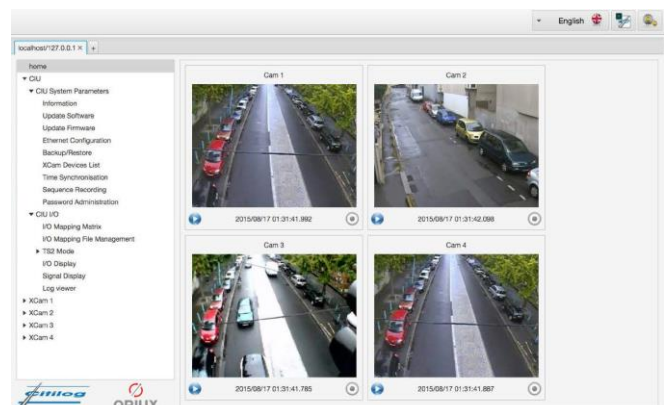 English
localhost/127.0.0.1 × +
home
CIU
CIU System Parameters
Information
Update Software
Update Firmware
Ethernet Configuration
Backup/Restore
XCam Devices List
Time Synchronisation
Sequence Recording
Password Administration
CIU I/O
I/O Mapping Matrix
I/O Mapping File Management
TS2 Mode
I/O Display
Signal Display
Log viewer
XCam 1
XCam 2
XCam 3
XCam 4
Citilog
ORIUX
Cam 1
2015/08/17 01:31:41.992
Cam 2
2015/08/17 01:31:42.098
Cam 3
2015/08/17 01:31:41.785
Cam 4
2015/08/17 01:31:41.887